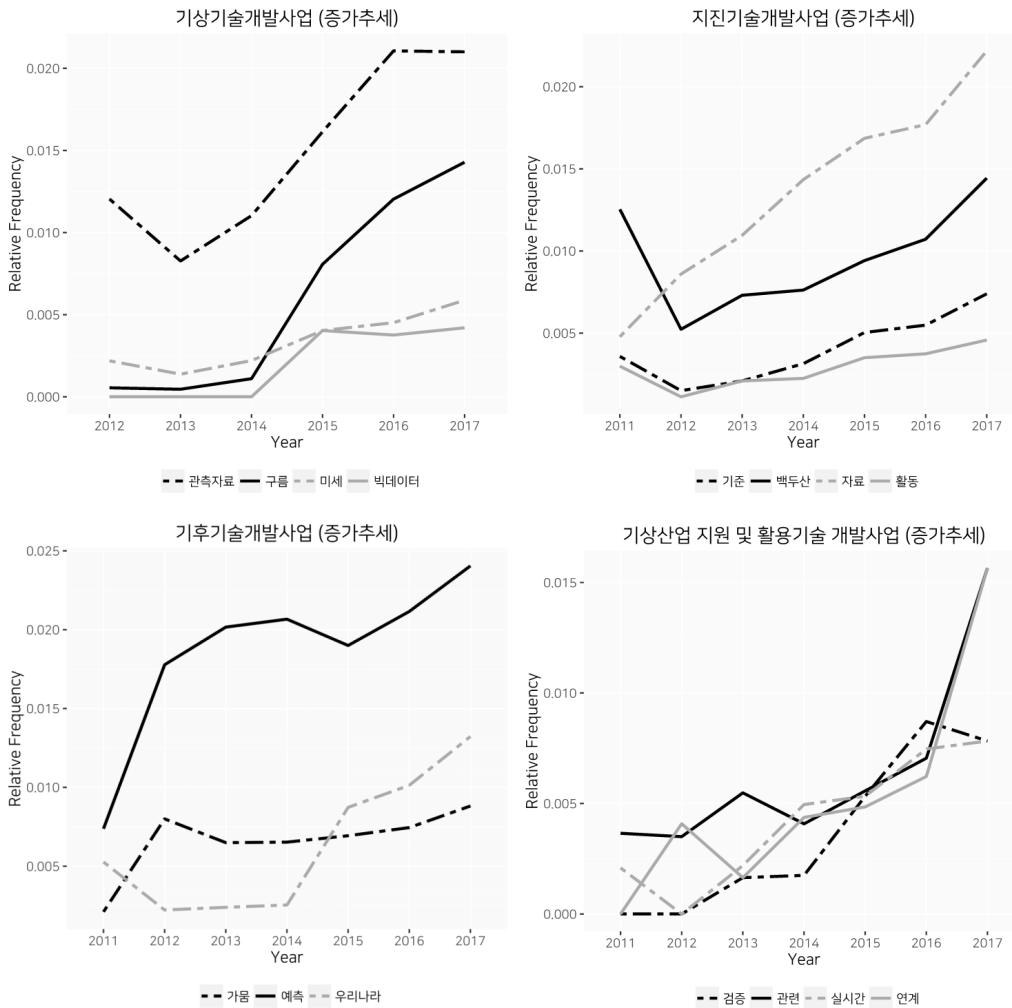 기상기술개발사업 (증가추세)
Relative Frequency
0.020
0.015
0.010
0.005
0.000
2012 2013 2014 2015 2016 2017
Year
관측자료 구름 미세 빅데이터
지진기술개발사업 (증가추세)
Relative Frequency
0.020
0.015
0.010
0.005
2011 2012 2013 2014 2015 2016 2017
Year
기준 백두산 자료 활동
기후기술개발사업 (증가추세)
Relative Frequency
0.025
0.020
0.015
0.010
0.005
2011 2012 2013 2014 2015 2016 2017
Year
가뭄 예측 우리나라
기상산업 지원 및 활용기술 개발사업 (증가추세)
Relative Frequency
0.015
0.010
0.005
0.000
2011 2012 2013 2014 2015 2016 2017
Year
검증 관련 실시간 연계